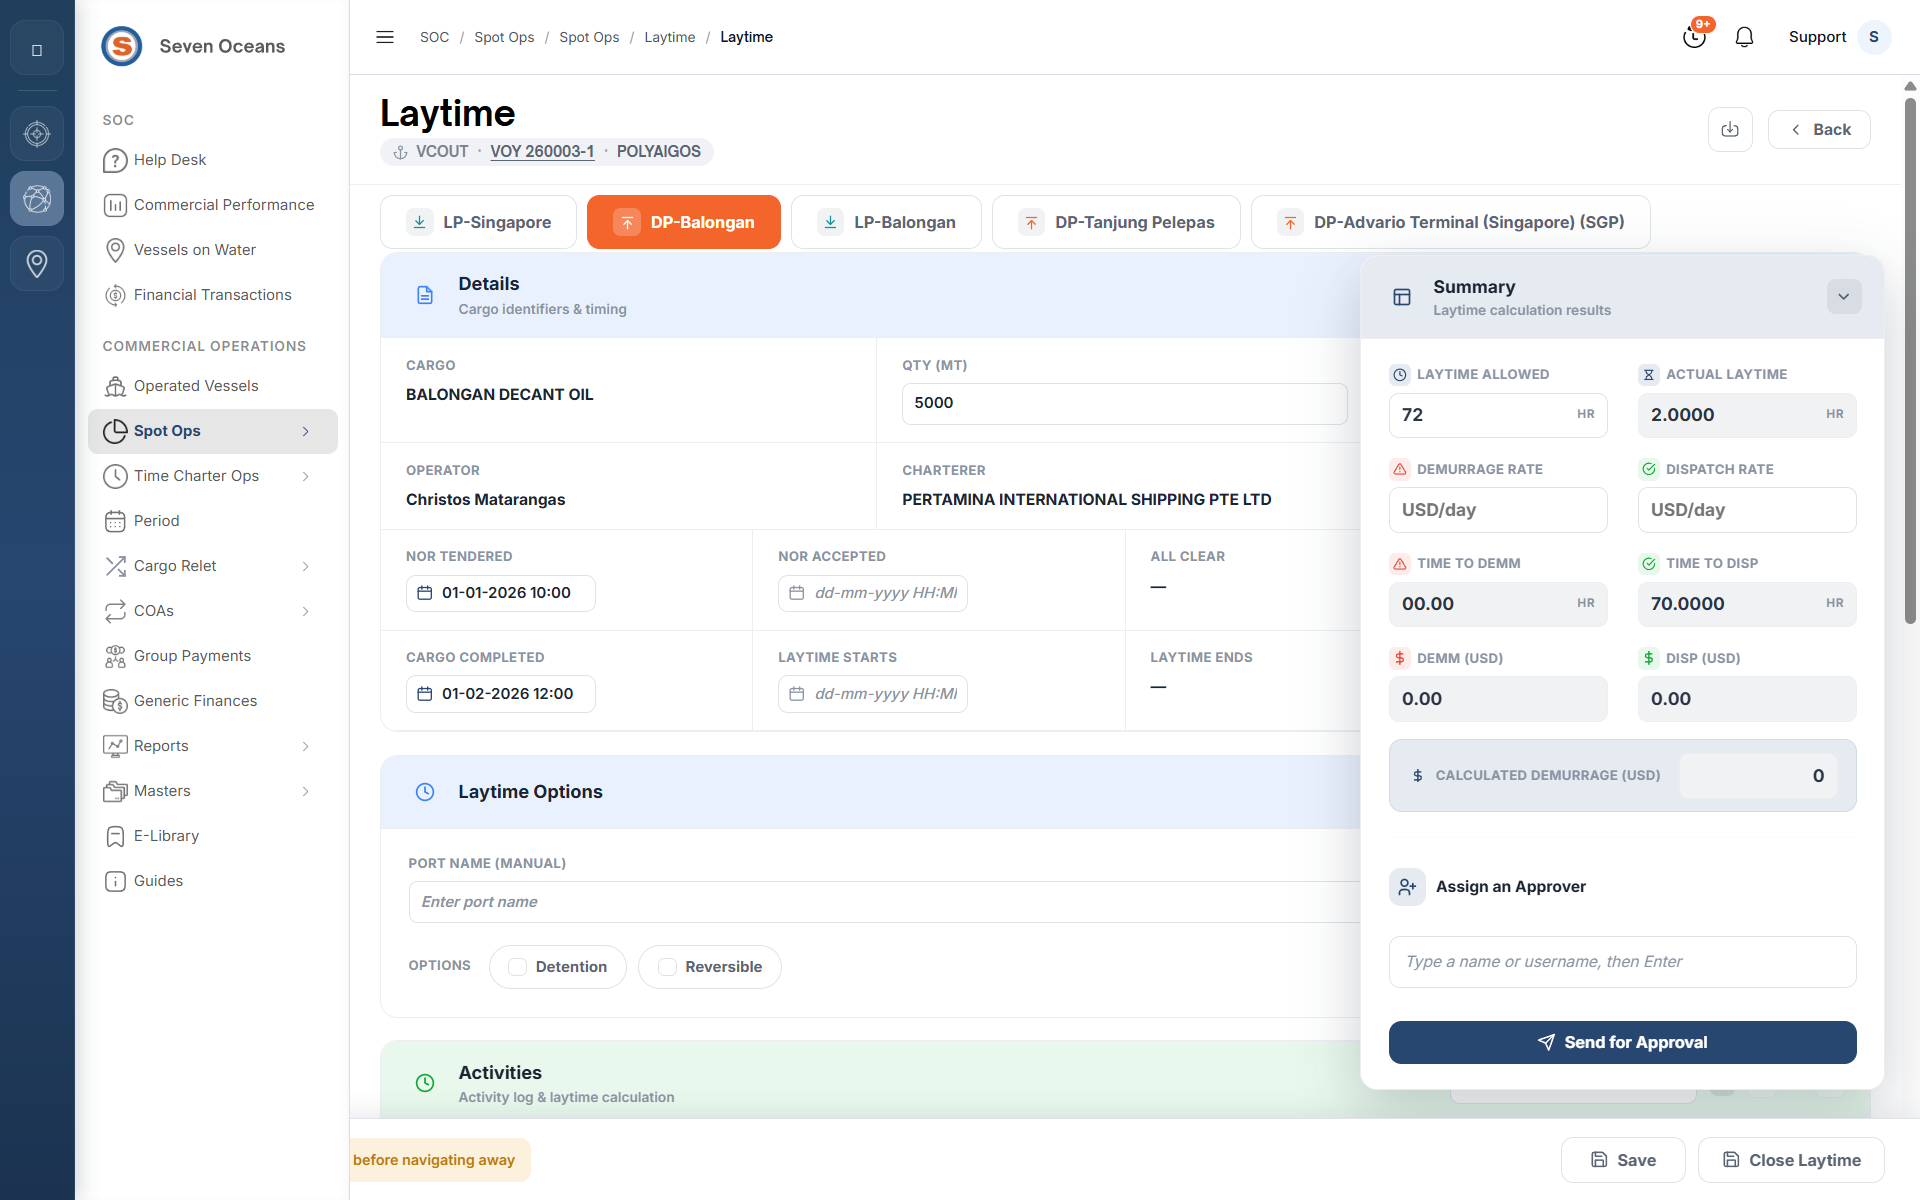 Seven Oceans
SOC / Spot Ops / Spot Ops / Laytime / Laytime
9+
Support S
SOC
Help Desk
Commercial Performance
Vessels on Water
Financial Transactions
COMMERCIAL OPERATIONS
Operated Vessels
Spot Ops
Time Charter Ops
Period
Cargo Relet
COAs
Group Payments
Generic Finances
Reports
Masters
E-Library
Guides
Laytime
VCOUT · VOY 260003-1 · POLYAIGOS
Back
LP-Singapore
DP-Balongan
LP-Balongan
DP-Tanjung Pelepas
DP-Advario Terminal (Singapore) (SGP)
Details
Cargo identifiers & timing
CARGO
BALONGAN DECANT OIL
QTY (MT)
5000
OPERATOR
Christos Matarangas
CHARTERER
PERTAMINA INTERNATIONAL SHIPPING PTE LTD
NOR TENDERED
01-01-2026 10:00
NOR ACCEPTED
dd-mm-yyyy HH:MM
ALL CLEAR
—
CARGO COMPLETED
01-02-2026 12:00
LAYTIME STARTS
dd-mm-yyyy HH:MM
LAYTIME ENDS
—
Laytime Options
PORT NAME (MANUAL)
Enter port name
OPTIONS
Detention
Reversible
Activities
Activity log & laytime calculation
Summary
Laytime calculation results
LAYTIME ALLOWED
72 HR
ACTUAL LAYTIME
2.0000 HR
DEMURRAGE RATE
USD/day
DISPATCH RATE
USD/day
TIME TO DEMM
00.00 HR
TIME TO DISP
70.0000 HR
DEMM (USD)
0.00
DISP (USD)
0.00
CALCULATED DEMURRAGE (USD) 0
Assign an Approver
Type a name or username, then Enter
Send for Approval
before navigating away
Save
Close Laytime